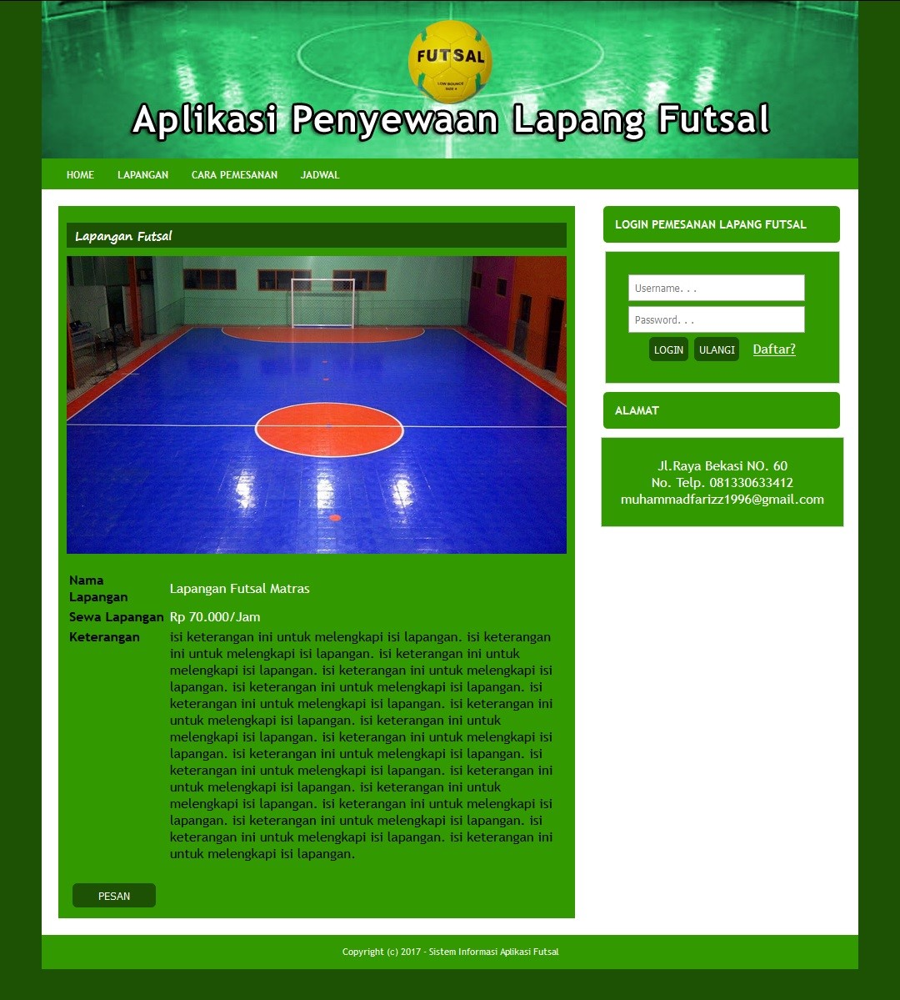 FUTSAL
LOW BOUNCE
SIZE 4
Aplikasi Penyewaan Lapang Futsal
HOME LAPANGAN CARA PEMESANAN JADWAL
Lapangan Futsal
Nama
Lapangan
Lapangan Futsal Matras
Sewa Lapangan Rp 70.000/Jam
Keterangan isi keterangan ini untuk melengkapi isi lapangan. isi keterangan
ini untuk melengkapi isi lapangan. isi keterangan ini untuk
melengkapi isi lapangan. isi keterangan ini untuk melengkapi isi
lapangan. isi keterangan ini untuk melengkapi isi lapangan. isi
keterangan ini untuk melengkapi isi lapangan. isi keterangan ini
untuk melengkapi isi lapangan. isi keterangan ini untuk
melengkapi isi lapangan. isi keterangan ini untuk melengkapi isi
lapangan. isi keterangan ini untuk melengkapi isi lapangan. isi
keterangan ini untuk melengkapi isi lapangan. isi keterangan ini
untuk melengkapi isi lapangan. isi keterangan ini untuk
melengkapi isi lapangan. isi keterangan ini untuk melengkapi isi
lapangan. isi keterangan ini untuk melengkapi isi lapangan. isi
keterangan ini untuk melengkapi isi lapangan. isi keterangan ini
untuk melengkapi isi lapangan.
PESAN
LOGIN PEMESANAN LAPANG FUTSAL
Username. . .
Password. . .
LOGIN ULANGI Daftar?
ALAMAT
Jl.Raya Bekasi NO. 60
No. Telp. 081330633412
muhammadfarizz1996@gmail.com
Copyright (c) 2017 - Sistem Informasi Aplikasi Futsal